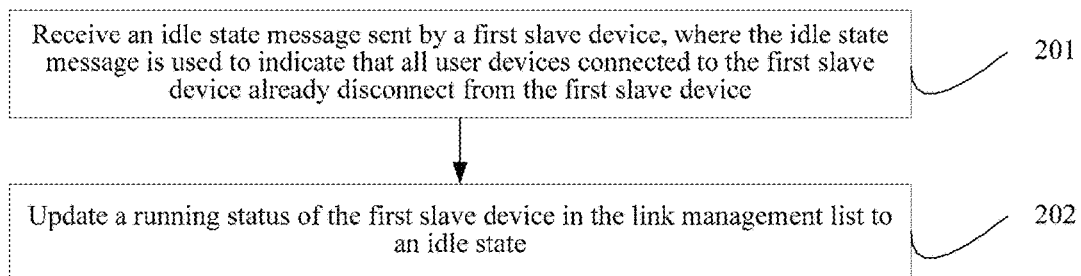 Receive an idle state message sent by a first slave device, where the idle state
message is used to indicate that all user devices connected to the first slave
device already disconnect from the first slave device
201
Update a running status of the first slave device in the link management list to
an idle state
202